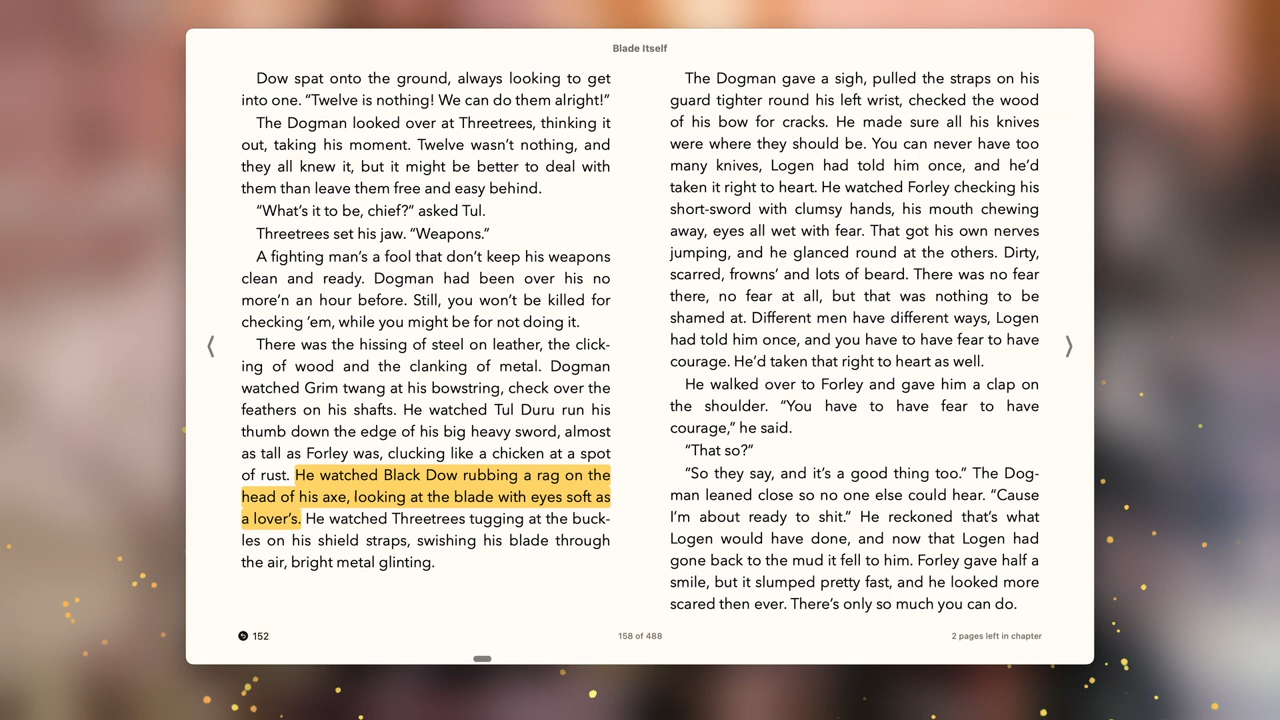 Blade Itself
Dow spat onto the ground, always looking to get
into one. “Twelve is nothing! We can do them alright!”
The Dogman looked over at Threetrees, thinking it
out, taking his moment. Twelve wasn’t nothing, and
they all knew it, but it might be better to deal with
them than leave them free and easy behind.
“What’s it to be, chief?” asked Tul.
Threetrees set his jaw. “Weapons.”
A fighting man’s a fool that don’t keep his weapons
clean and ready. Dogman had been over his no
more’n an hour before. Still, you won’t be killed for
checking ’em, while you might be for not doing it.
There was the hissing of steel on leather, the click-
ing of wood and the clanking of metal. Dogman
watched Grim twang at his bowstring, check over the
feathers on his shafts. He watched Tul Duru run his
thumb down the edge of his big heavy sword, almost
as tall as Forley was, clucking like a chicken at a spot
of rust. He watched Black Dow rubbing a rag on the
head of his axe, looking at the blade with eyes soft as
a lover’s. He watched Threetrees tugging at the buck-
les on his shield straps, swishing his blade through
the air, bright metal glinting.
The Dogman gave a sigh, pulled the straps on his
guard tighter round his left wrist, checked the wood
of his bow for cracks. He made sure all his knives
were where they should be. You can never have too
many knives, Logen had told him once, and he’d
taken it right to heart. He watched Forley checking his
short-sword with clumsy hands, his mouth chewing
away, eyes all wet with fear. That got his own nerves
jumping, and he glanced round at the others. Dirty,
scarred, frowns’ and lots of beard. There was no fear
there, no fear at all, but that was nothing to be
shamed at. Different men have different ways, Logen
had told him once, and you have to have fear to have
courage. He’d taken that right to heart as well.
He walked over to Forley and gave him a clap on
the shoulder. “You have to have fear to have
courage,” he said.
“That so?”
“So they say, and it’s a good thing too.” The Dog-
man leaned close so no one else could hear. “Cause
I’m about ready to shit.” He reckoned that’s what
Logen would have done, and now that Logen had
gone back to the mud it fell to him. Forley gave half a
smile, but it slumped pretty fast, and he looked more
scared then ever. There’s only so much you can do.
152
158 of 488
2 pages left in chapter